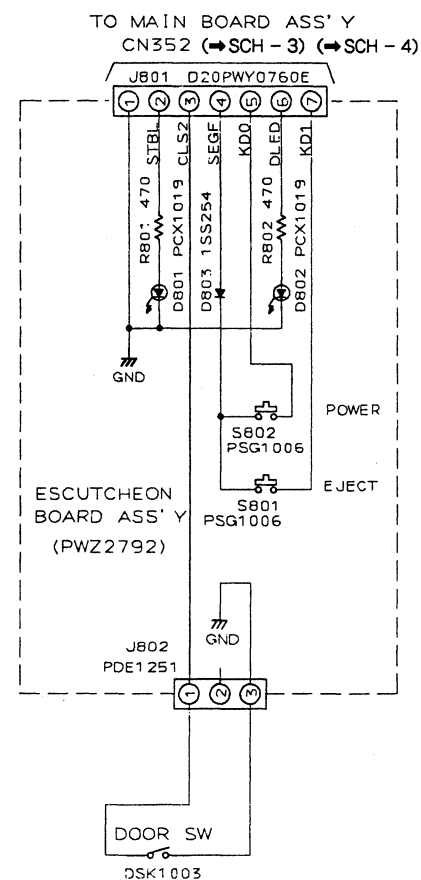 TO MAIN BOARD ASS'Y
CN352 (➡SCH-3) (➡SCH-4)
J801 D20PWY0760E
1 2 3 4 5 6 7
STBL
CLS2
SEGF
KD0
DLED
KD1
R801 470
D801 PCX1019
D803 1SS254
R802 470
D802 PCX1019
GND
POWER
S802
PSG1006
EJECT
S801
PSG1006
ESCUTCHEON
BOARD ASS'Y
(PWZ2792)
GND
J802
PDE1251
1 2 3
DOOR SW
DSK1003